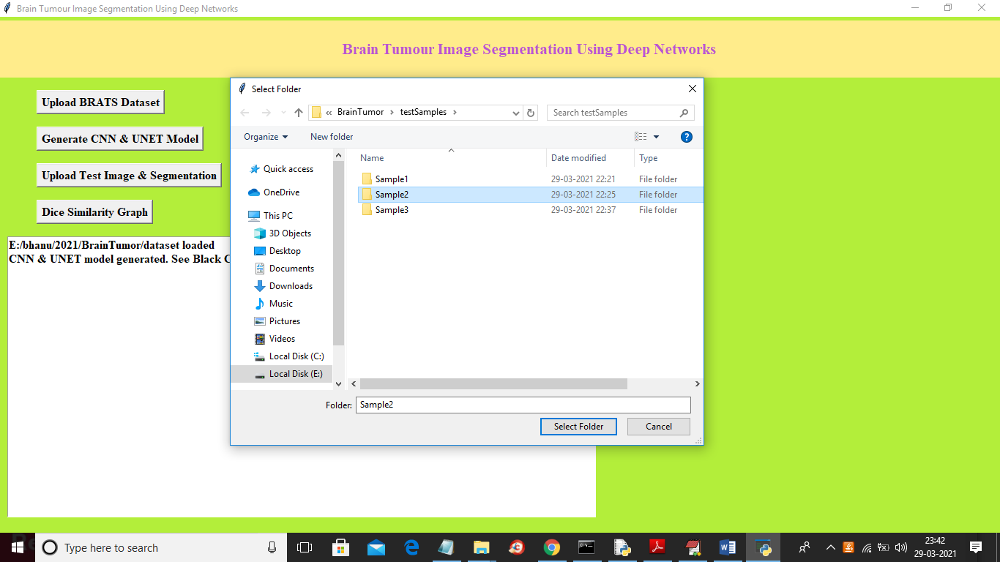 Brain Tumour Image Segmentation Using Deep Networks
Brain Tumour Image Segmentation Using Deep Networks
Upload BRATS Dataset
Generate CNN & UNET Model
Upload Test Image & Segmentation
Dice Similarity Graph
E:/bhanu/2021/BrainTumor/dataset loaded
CNN & UNET model generated. See Black C
Select Folder
« BrainTumor › testSamples ›
Search testSamples
Organize
New folder
Quick access
OneDrive
This PC
3D Objects
Desktop
Documents
Downloads
Music
Pictures
Videos
Local Disk (C:)
Local Disk (E:)
Name Date modified Type
Sample1 29-03-2021 22:21 File folder
Sample2 29-03-2021 22:25 File folder
Sample3 29-03-2021 22:37 File folder
Folder: Sample2
Select Folder
Cancel
Type here to search
23:42
29-03-2021